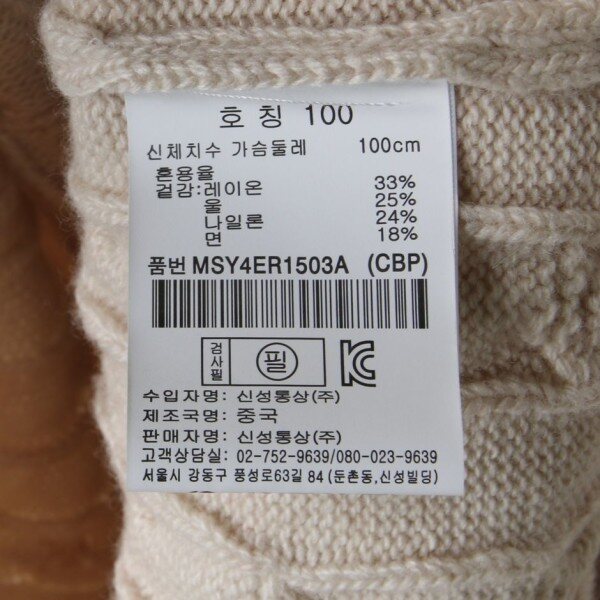 호 칭 100
신체치수 가슴둘레 100cm
혼용율
겉감:레이온 33%
울 25%
나일론 24%
면 18%
품번 MSY4ER1503A (CBP)
검사필 필 KC
수입자명: 신성통상(주)
제조국명: 중국
판매자명: 신성통상(주)
고객상담실: 02-752-9639/080-023-9639
서울시 강동구 풍성로63길 84 (둔촌동,신성빌딩)